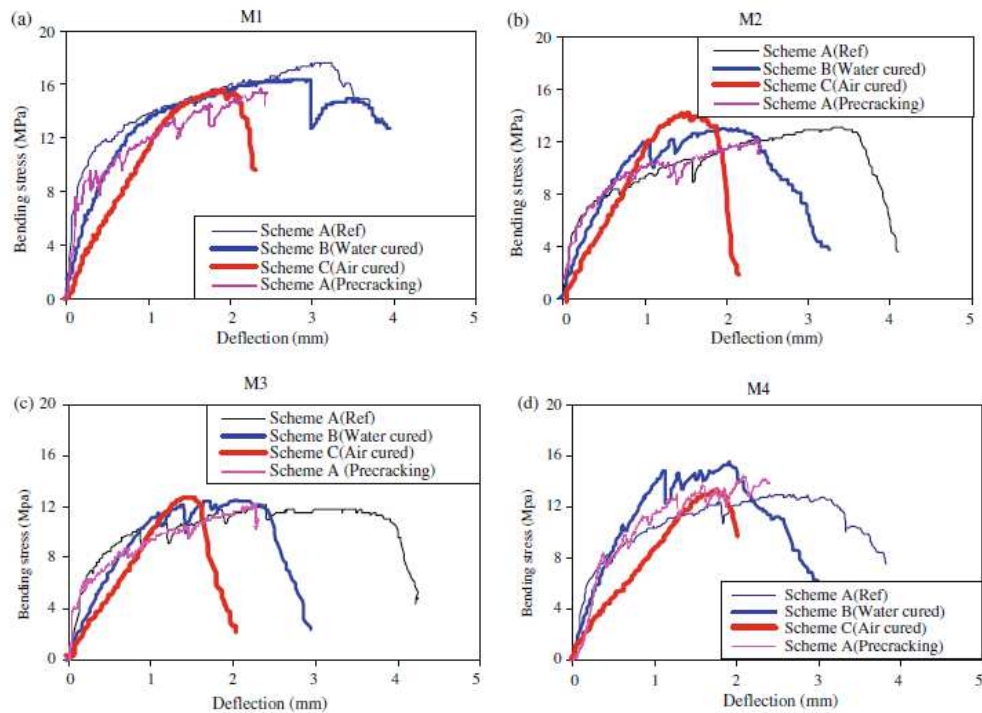 (a)
M1
20
16
12
8
4
0
Bending stress (MPa)
Scheme A(Ref)
Scheme B(Water cured)
Scheme C(Air cured)
Scheme A(Precracking)
0 1 2 3 4 5
Deflection (mm)
(b)
M2
20
16
12
8
4
0
Bending stress (MPa)
Scheme A(Ref)
Scheme B(Water cured)
Scheme C(Air cured)
Scheme A(Precracking)
0 1 2 3 4 5
Deflection (mm)
(c)
M3
20
16
12
8
4
0
Bending stress (Mpa)
Scheme A(Ref)
Scheme B(Water cured)
Scheme C(Air cured)
Scheme A (Precracking)
0 1 2 3 4 5
Deflection (mm)
(d)
M4
20
16
12
8
4
0
Bending stress (Mpa)
Scheme A(Ref)
Scheme B(Water cured)
Scheme C(Air cured)
Scheme A(Precracking)
0 1 2 3 4 5
Deflection (mm)